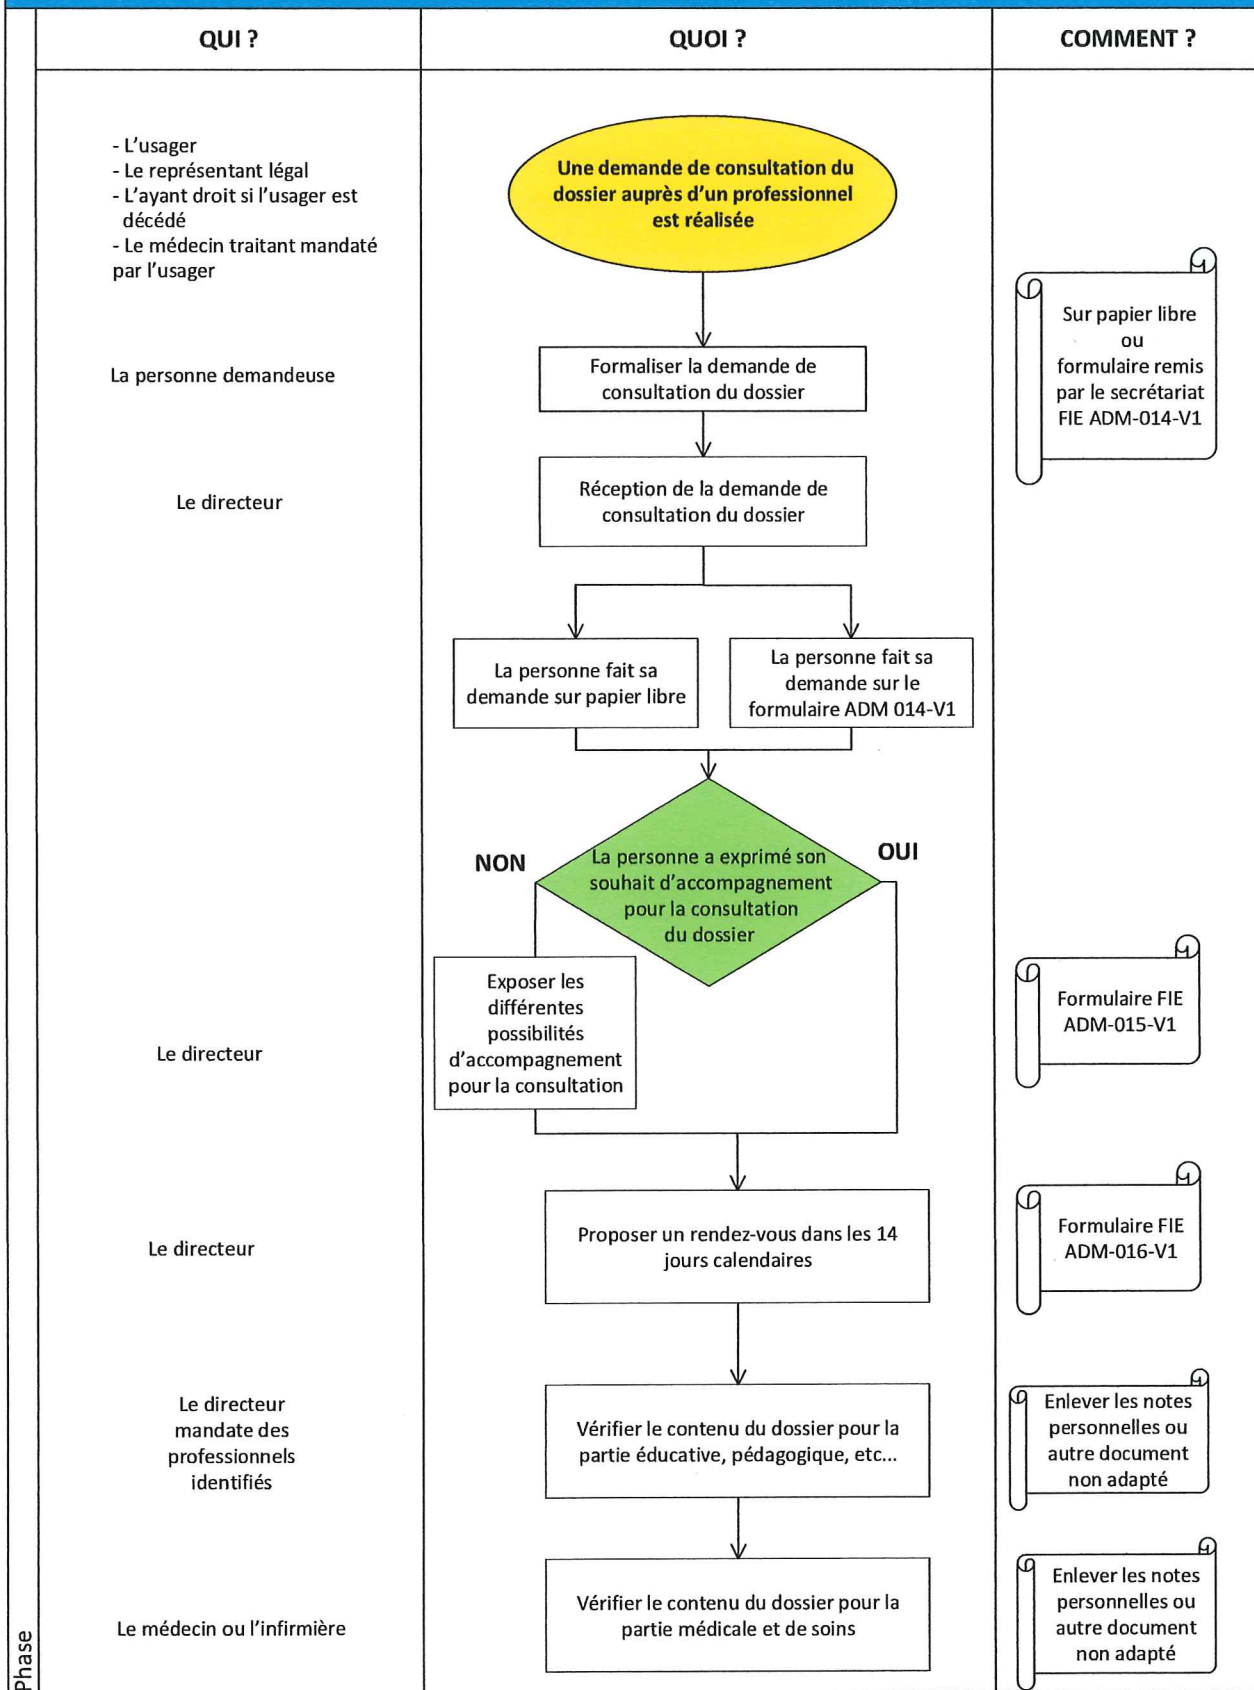 QUI ?
QUOI ?
COMMENT ?
- L'usager
- Le représentant légal
- L'ayant droit si l'usager est
décédé
- Le médecin traitant mandaté
par l'usager
Une demande de consultation du
dossier auprès d'un professionnel
est réalisée
Sur papier libre
ou
formulaire remis
par le secrétariat
FIE ADM-014-V1
La personne demandeuse
Formaliser la demande de
consultation du dossier
Le directeur
Réception de la demande de
consultation du dossier
La personne fait sa
demande sur papier libre
La personne fait sa
demande sur le
formulaire ADM 014-V1
NON
La personne a exprimé son
souhait d'accompagnement
pour la consultation
du dossier
OUI
Le directeur
Exposer les
différentes
possibilités
d'accompagnement
pour la consultation
Formulaire FIE
ADM-015-V1
Le directeur
Proposer un rendez-vous dans les 14
jours calendaires
Formulaire FIE
ADM-016-V1
Le directeur
mandate des
professionnels
identifiés
Vérifier le contenu du dossier pour la
partie éducative, pédagogique, etc...
Enlever les notes
personnelles ou
autre document
non adapté
Le médecin ou l'infirmière
Vérifier le contenu du dossier pour la
partie médicale et de soins
Enlever les notes
personnelles ou
autre document
non adapté
Phase